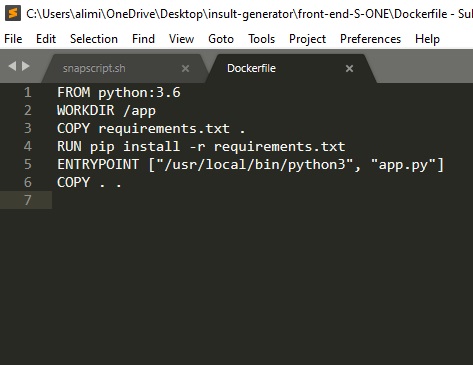 C:\Users\alimi\OneDrive\Desktop\insult-generator\front-end-S-ONE\Dockerfile - Su
File Edit Selection Find View Goto Tools Project Preferences Help
snapscript.sh × Dockerfile ×
1 FROM python:3.6
2 WORKDIR /app
3 COPY requirements.txt .
4 RUN pip install -r requirements.txt
5 ENTRYPOINT ["/usr/local/bin/python3", "app.py"]
6 COPY . .
7